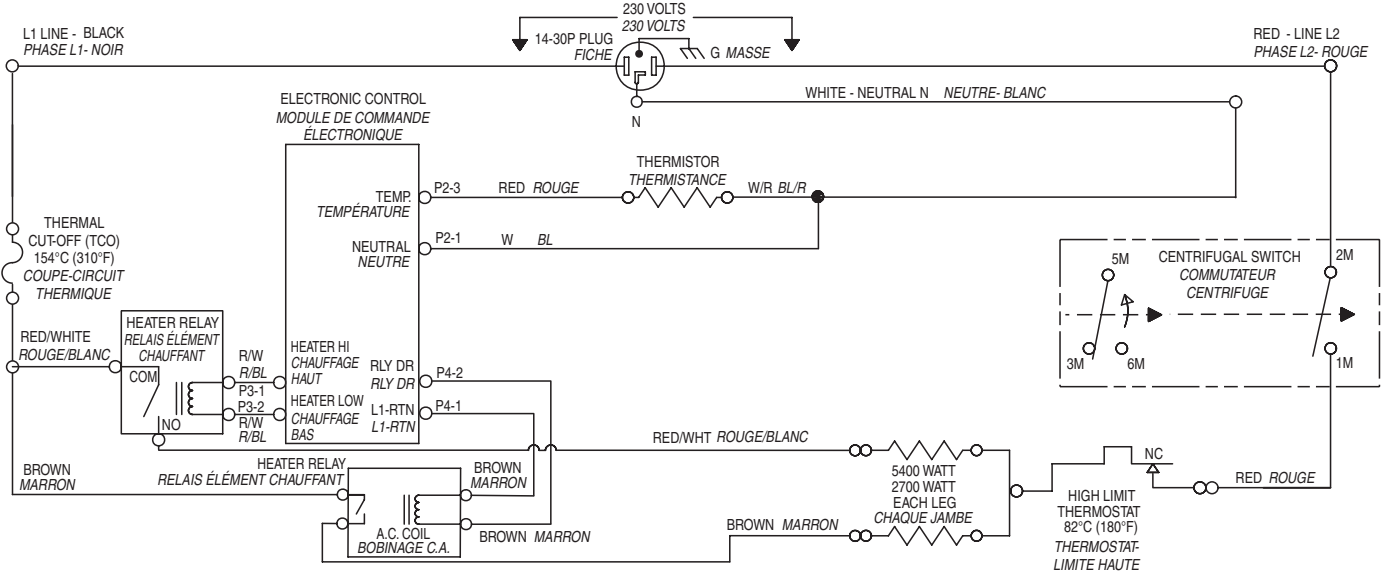 230 VOLTS
230 VOLTS
L1 LINE - BLACK
PHASE L1- NOIR
14-30P PLUG
FICHE
G MASSE
RED - LINE L2
PHASE L2- ROUGE
WHITE - NEUTRAL N NEUTRE- BLANC
N
ELECTRONIC CONTROL
MODULE DE COMMANDE
ÉLECTRONIQUE
THERMISTOR
THERMISTANCE
TEMP.
TEMPÉRATURE
P2-3
RED ROUGE
W/R BL/R
NEUTRAL
NEUTRE
P2-1
W BL
THERMAL
CUT-OFF (TCO)
154°C (310°F)
COUPE-CIRCUIT
THERMIQUE
CENTRIFUGAL SWITCH
COMMUTATEUR
CENTRIFUGE
5M
2M
3M
6M
1M
RED/WHITE
ROUGE/BLANC
HEATER RELAY
RELAIS ÉLÉMENT
CHAUFFANT
COM
NO
R/W
R/BL
P3-1
P3-2
R/W
R/BL
HEATER HI
CHAUFFAGE
HAUT
HEATER LOW
CHAUFFAGE
BAS
RLY DR
RLY DR
P4-2
L1-RTN
L1-RTN
P4-1
RED/WHT ROUGE/BLANC
BROWN
MARRON
HEATER RELAY
RELAIS ÉLÉMENT CHAUFFANT
BROWN
MARRON
A.C. COIL
BOBINAGE C.A.
BROWN MARRON
BROWN MARRON
5400 WATT
2700 WATT
EACH LEG
CHAQUE JAMBE
NC
HIGH LIMIT
THERMOSTAT
82°C (180°F)
THERMOSTAT-
LIMITE HAUTE
RED ROUGE